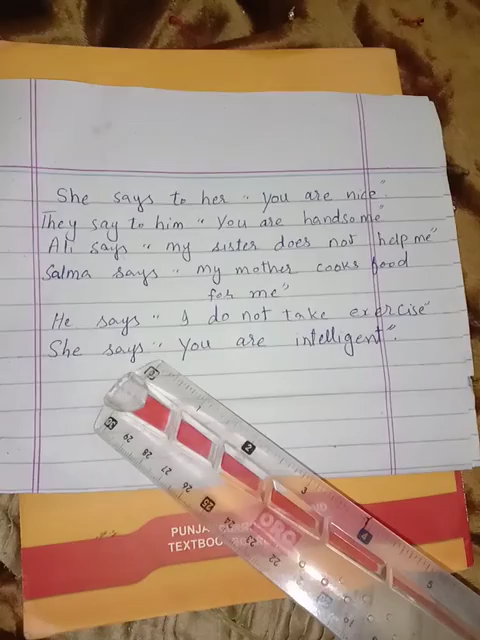 She says to her " you are nice".
They say to him " You are handsome"
Ali says " my sister does not help me"
Salma says " my mother cooks food
for me"
He says " I do not take exercise"
She says " You are intelligent".
PUNJA
TEXTBOO